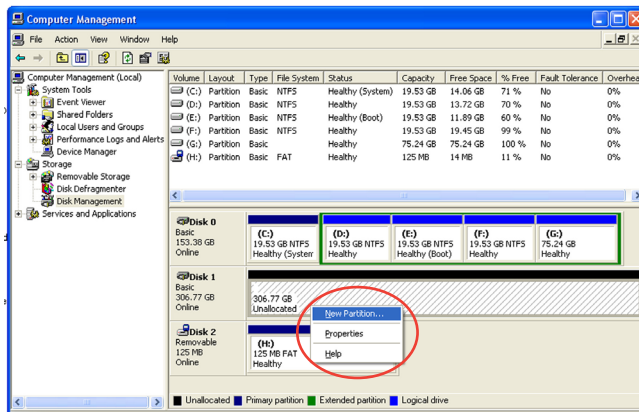 Computer Management
File Action View Window Help
Computer Management (Local)
System Tools
Event Viewer
Shared Folders
Local Users and Groups
Performance Logs and Alerts
Device Manager
Storage
Removable Storage
Disk Defragmenter
Disk Management
Services and Applications
Volume Layout Type File System Status Capacity Free Space % Free Fault Tolerance Overhea
(C:) Partition Basic NTFS Healthy (System) 19.53 GB 14.06 GB 71 % No 0%
(D:) Partition Basic NTFS Healthy 19.53 GB 13.72 GB 70 % No 0%
(E:) Partition Basic NTFS Healthy (Boot) 19.53 GB 11.89 GB 60 % No 0%
(F:) Partition Basic NTFS Healthy 19.53 GB 19.45 GB 99 % No 0%
(G:) Partition Basic Healthy 75.24 GB 75.24 GB 100 % No 0%
(H:) Partition Basic FAT Healthy 125 MB 14 MB 11 % No 0%
Disk 0
Basic
153.38 GB
Online
(C:)
19.53 GB NTFS
Healthy (System
(D:)
19.53 GB NTFS
Healthy
(E:)
19.53 GB NTFS
Healthy (Boot)
(F:)
19.53 GB NTFS
Healthy
(G:)
75.24 GB
Healthy
Disk 1
Basic
306.77 GB
Online
306.77 GB
Unallocated
New Partition...
Properties
Help
Disk 2
Removable
125 MB
Online
(H:)
125 MB FAT
Healthy
Unallocated Primary partition Extended partition Logical drive